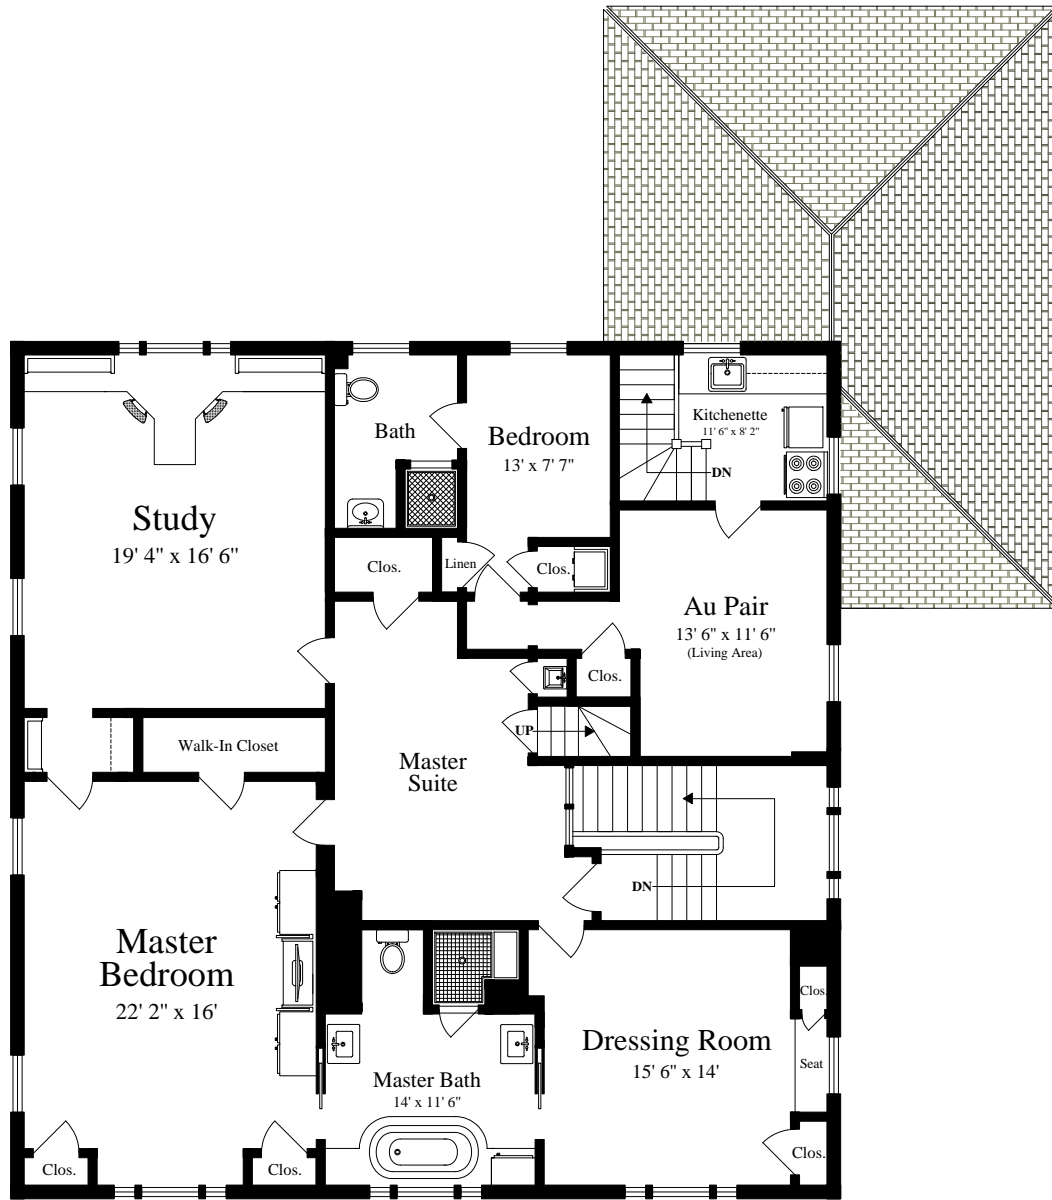 Kitchenette
11' 6" x 8' 2"
Bath
Bedroom
13' x 7' 7"
DN
Study
19' 4" x 16' 6"
Clos.
Linen
Clos.
Au Pair
13' 6" x 11' 6"
(Living Area)
Clos.
UP
Walk-In Closet
Master
Suite
DN
Master
Bedroom
22' 2" x 16'
Clos.
Dressing Room
15' 6" x 14'
Seat
Master Bath
14' x 11' 6"
Clos.
Clos.
Clos.